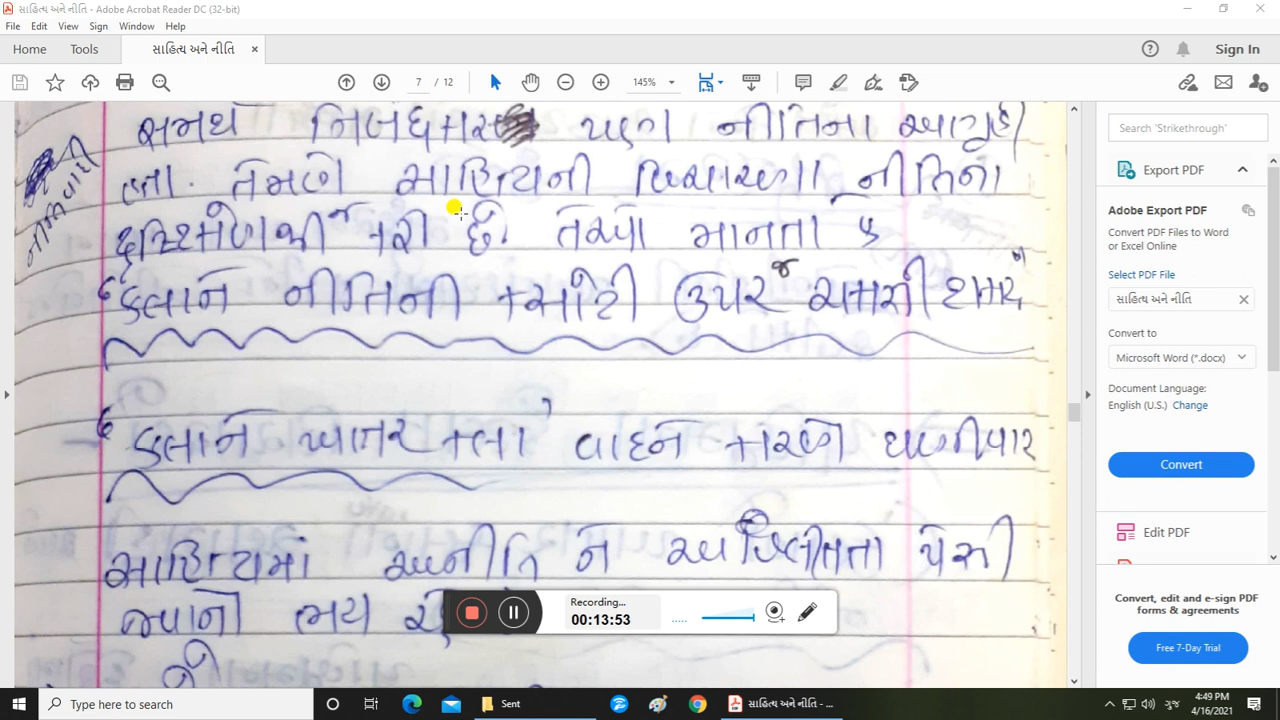 સાહિત્ય અને નીતિ - Adobe Acrobat Reader DC (32-bit)
File Edit View Sign Window Help
Home Tools સાહિત્ય અને નીતિ × Sign In
7 / 12 145%
સમર્થ નિબંધકાર પણ નીતિના આગ્રહી
હતા. તેમણે સાહિત્યની વિચારણા નીતિના
દ્રષ્ટિકોણથી જ કરી છે. તેઓ માનતા કે
"કલાને નીતિની કસોટી ઉપર જ ચકાસી શકાય"
'કલાને ખાતર કલા' વાદને કારણે ઘણીવાર
સાહિત્યમાં અનીતિ ને અશ્લિલતા પેસી
જવાનો ભય
Search 'Strikethrough'
Export PDF
Adobe Export PDF
Convert PDF Files to Word
or Excel Online
Select PDF File
સાહિત્ય અને નીતિ ×
Convert to
Microsoft Word (*.docx)
Document Language:
English (U.S.) Change
Convert
Edit PDF
Convert, edit and e-sign PDF
forms & agreements
Free 7-Day Trial
Recording...
00:13:53
Type here to search
Sent
સાહિત્ય અને નીતિ - ...
ગુજ
4:49 PM
4/16/2021